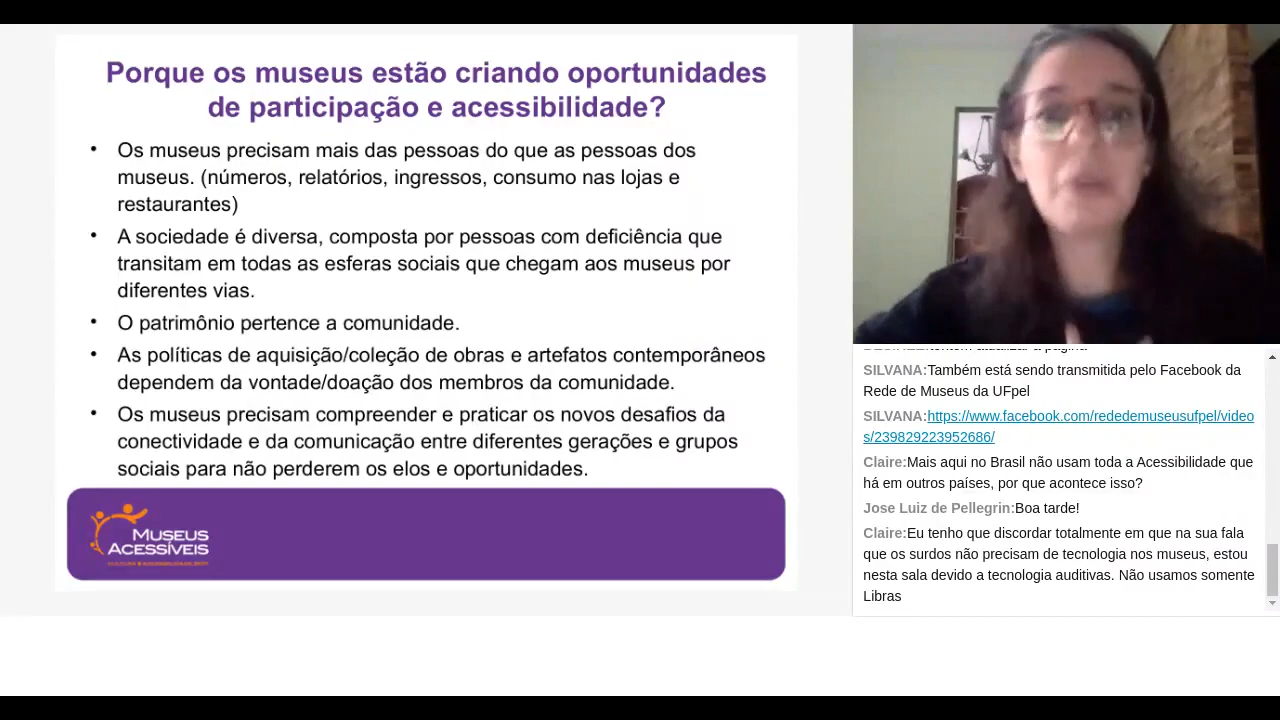 Porque os museus estão criando oportunidades
de participação e acessibilidade?
• Os museus precisam mais das pessoas do que as pessoas dos
museus. (números, relatórios, ingressos, consumo nas lojas e
restaurantes)
• A sociedade é diversa, composta por pessoas com deficiência que
transitam em todas as esferas sociais que chegam aos museus por
diferentes vias.
• O patrimônio pertence a comunidade.
• As políticas de aquisição/coleção de obras e artefatos contemporâneos
dependem da vontade/doação dos membros da comunidade.
• Os museus precisam compreender e praticar os novos desafios da
conectividade e da comunicação entre diferentes gerações e grupos
sociais para não perderem os elos e oportunidades.
MUSEUS
ACESSÍVEIS
SILVANA:Também está sendo transmitida pelo Facebook da
Rede de Museus da UFpel
SILVANA:https://www.facebook.com/rededemuseusufpel/video
s/239829223952686/
Claire:Mais aqui no Brasil não usam toda a Acessibilidade que
há em outros países, por que acontece isso?
Jose Luiz de Pellegrin:Boa tarde!
Claire:Eu tenho que discordar totalmente em que na sua fala
que os surdos não precisam de tecnologia nos museus, estou
nesta sala devido a tecnologia auditivas. Não usamos somente
Libras